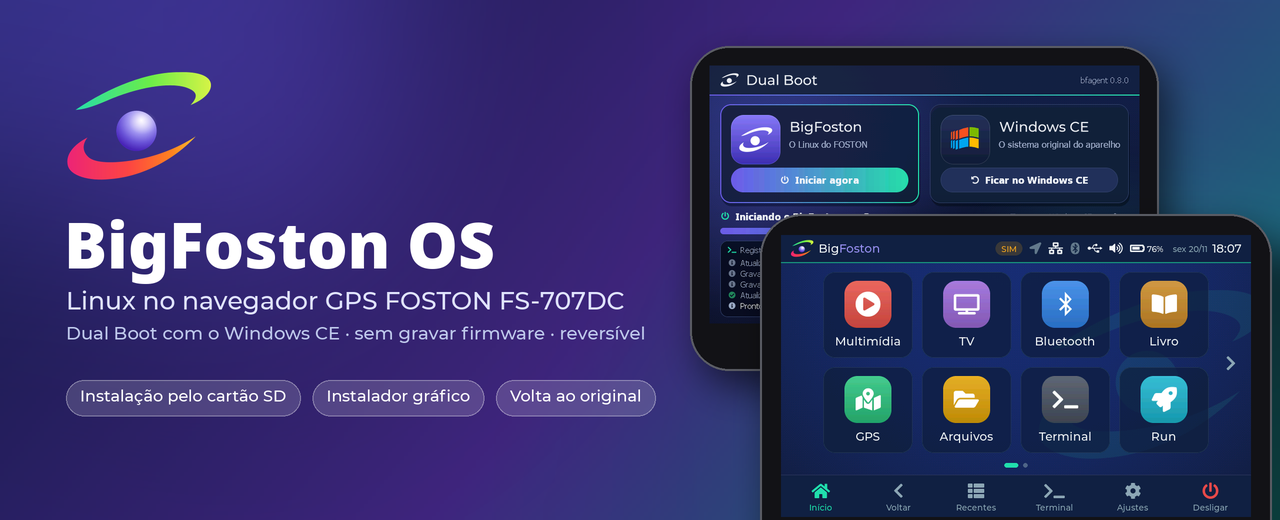 BigFoston OS
Linux no navegador GPS FOSTON FS-707DC
Dual Boot com o Windows CE · sem gravar firmware · reversível
Instalação pelo cartão SD
Instalador gráfico
Volta ao original
Dual Boot
bfagent 0.8.0
BigFoston
O Linux do FOSTON
Iniciar agora
Windows CE
O sistema original do aparelho
Ficar no Windows CE
Iniciando o
BigFoston
SIM
76%
sex 20/11
18:07
Multimídia
TV
Bluetooth
Livro
GPS
Arquivos
Terminal
Run
Início
Voltar
Recentes
Terminal
Ajustes
Desligar